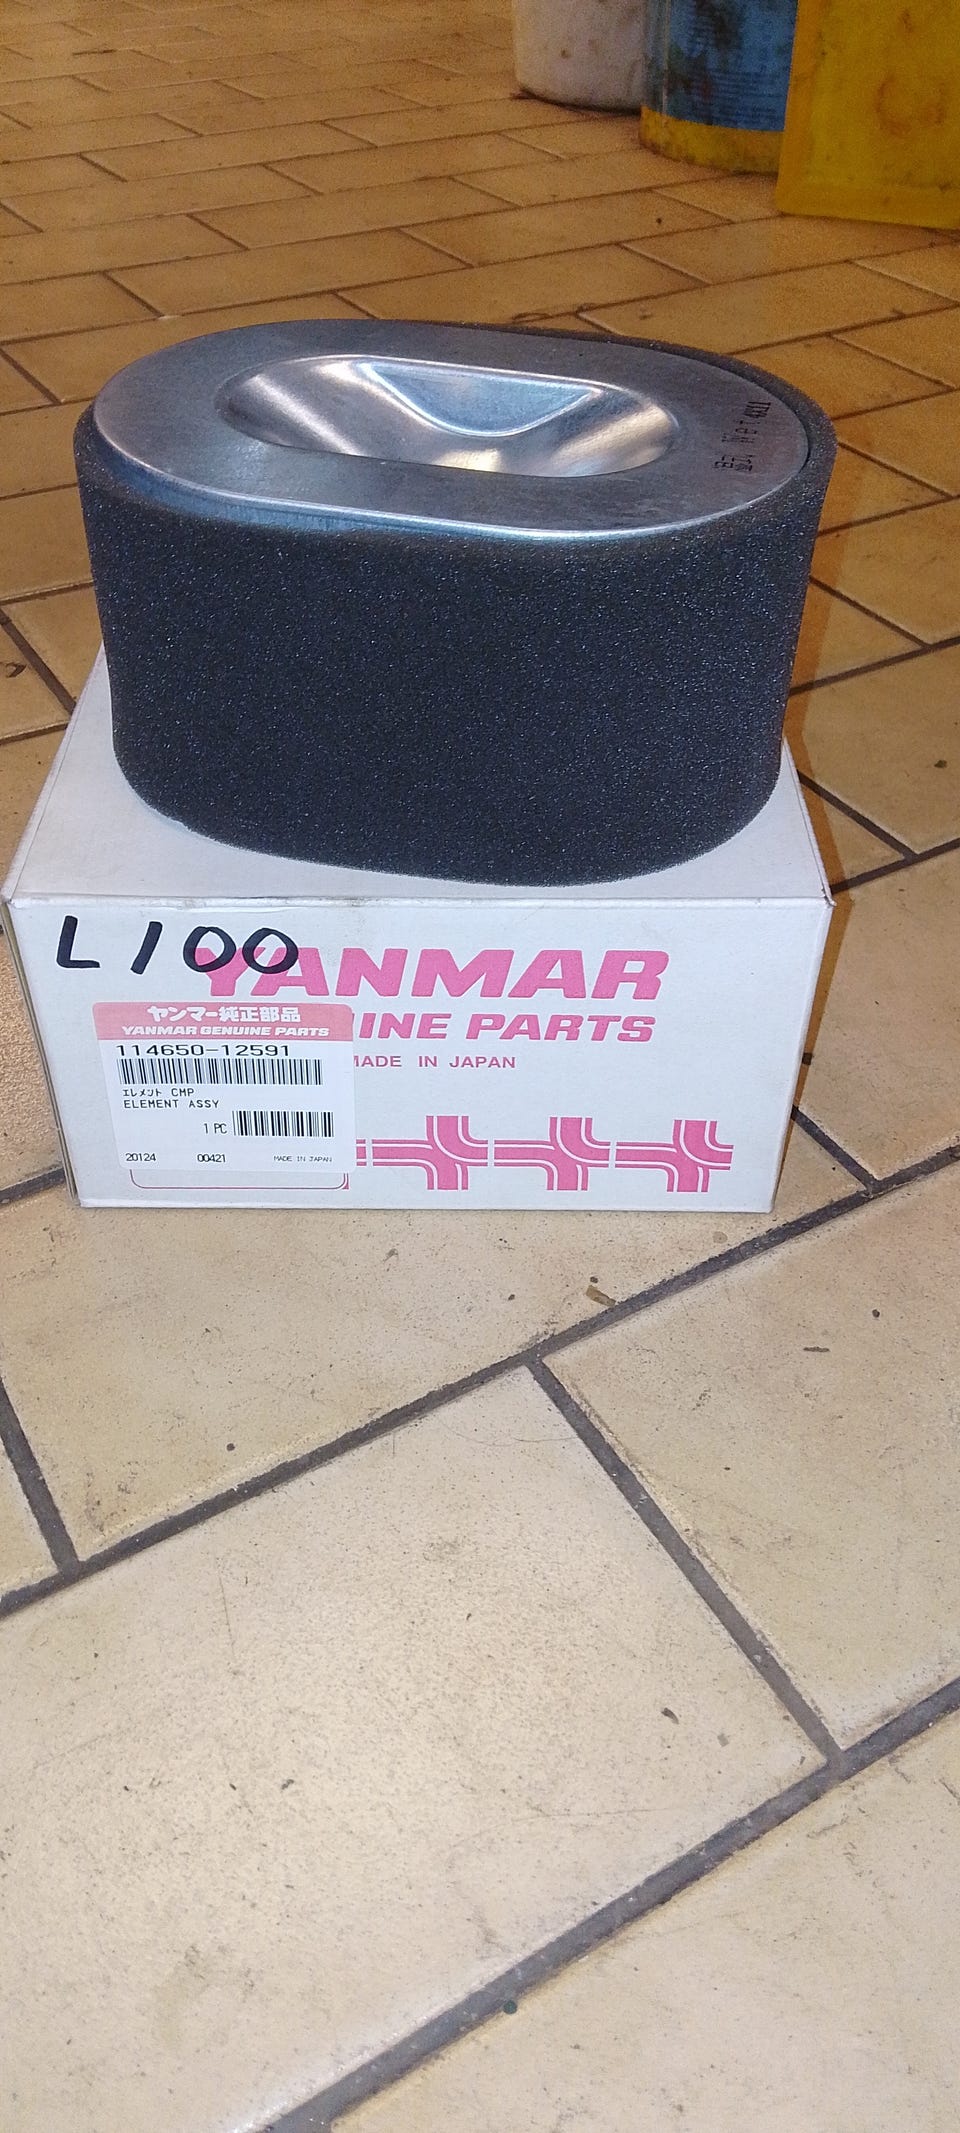 L100
YANMAR
INE PARTS
MADE IN JAPAN
ヤンマー純正部品
YANMAR GENUINE PARTS
114650-12591
エレメント CMP
ELEMENT ASSY
1 PC
20124 00421 MADE IN JAPAN